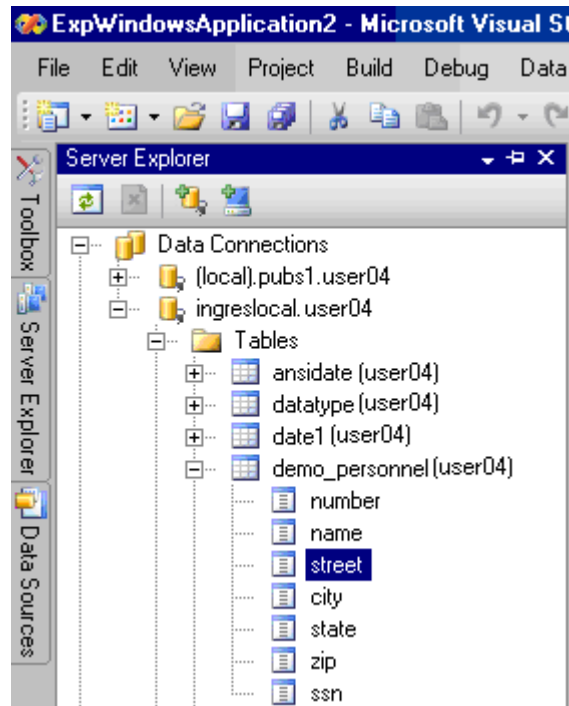 ExpWindowsApplication2 - Microsoft Visual St
File Edit View Project Build Debug Data
Server Explorer
Toolbox
Server Explorer
Data Sources
Data Connections
(local).pubs1.user04
ingreslocal.user04
Tables
ansidate (user04)
datatype (user04)
date1 (user04)
demo_personnel (user04)
number
name
street
city
state
zip
ssn